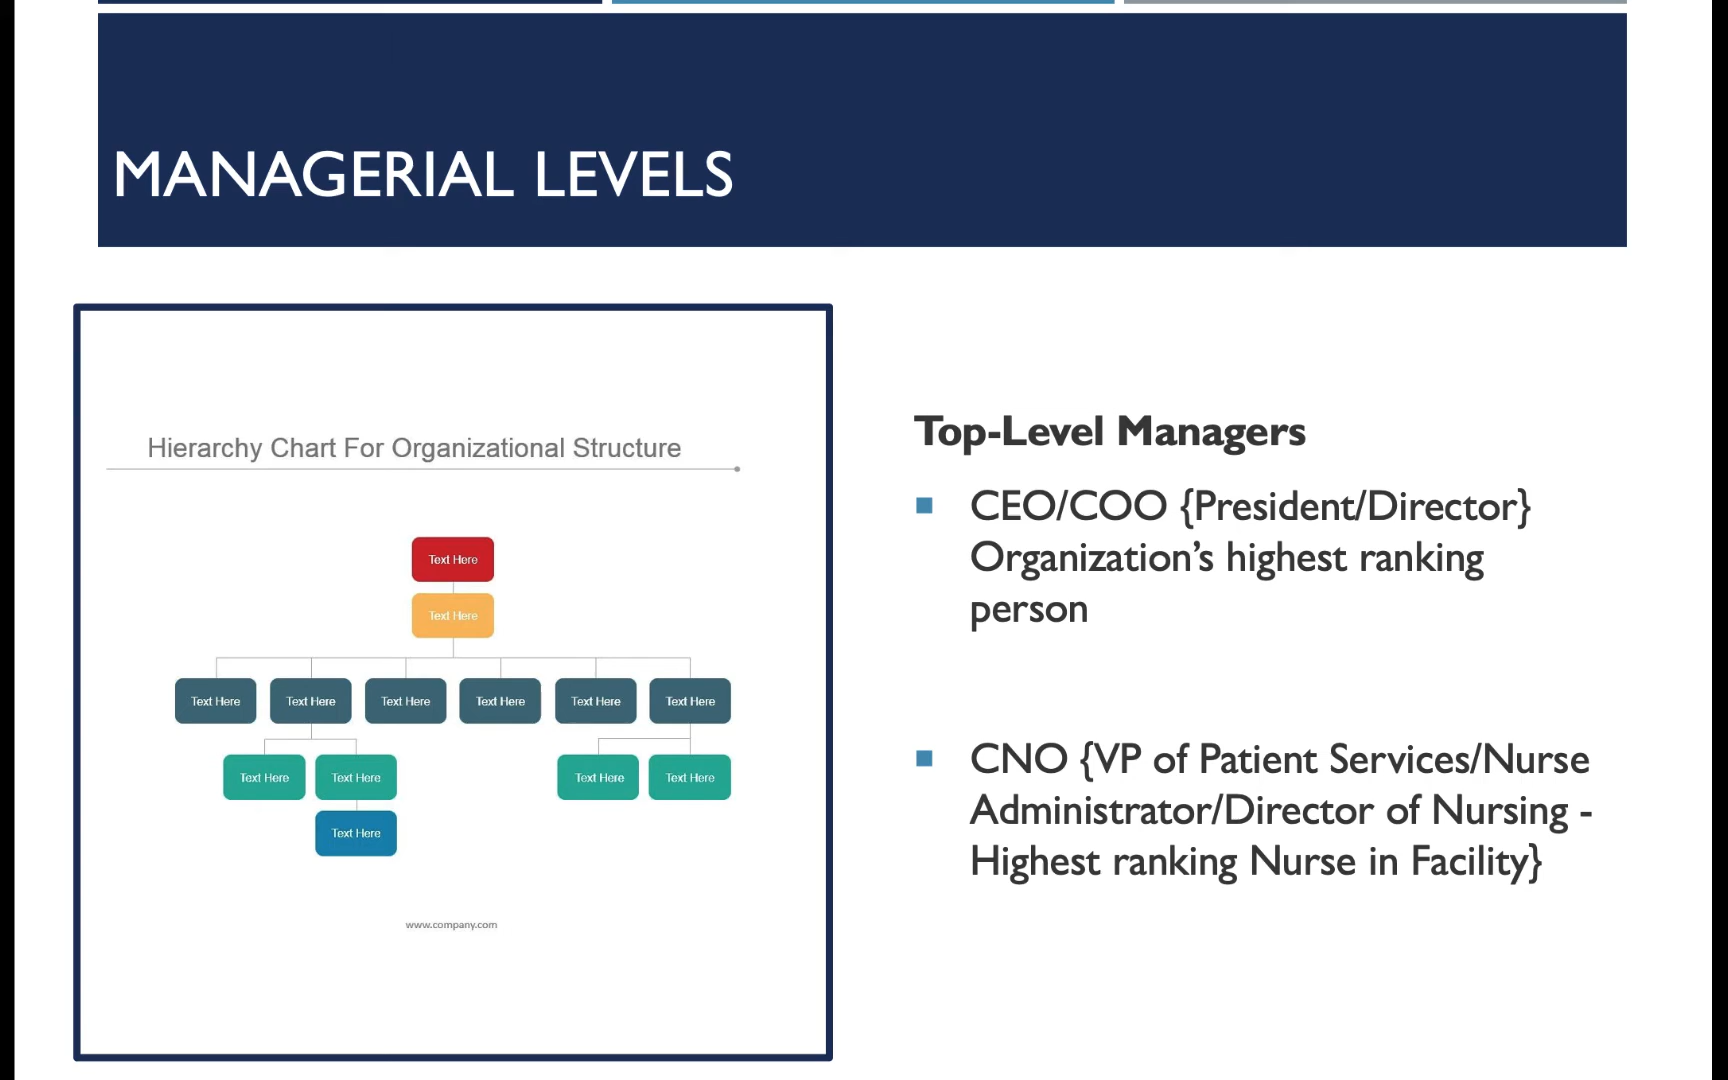 MANAGERIAL LEVELS
Hierarchy Chart For Organizational Structure
Text Here
Text Here
Text Here
Text Here
Text Here
Text Here
Text Here
Text Here
Text Here
Text Here
Text Here
Text Here
Text Here
www.company.com
Top-Level Managers
CEO/COO {President/Director}
Organization’s highest ranking
person
CNO {VP of Patient Services/Nurse
Administrator/Director of Nursing -
Highest ranking Nurse in Facility}